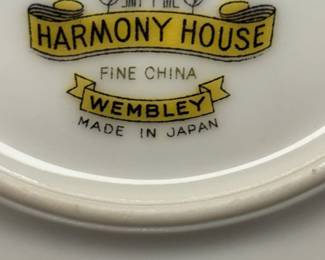 HARMONY HOUSE
FINE CHINA
WEMBLEY
MADE IN JAPAN